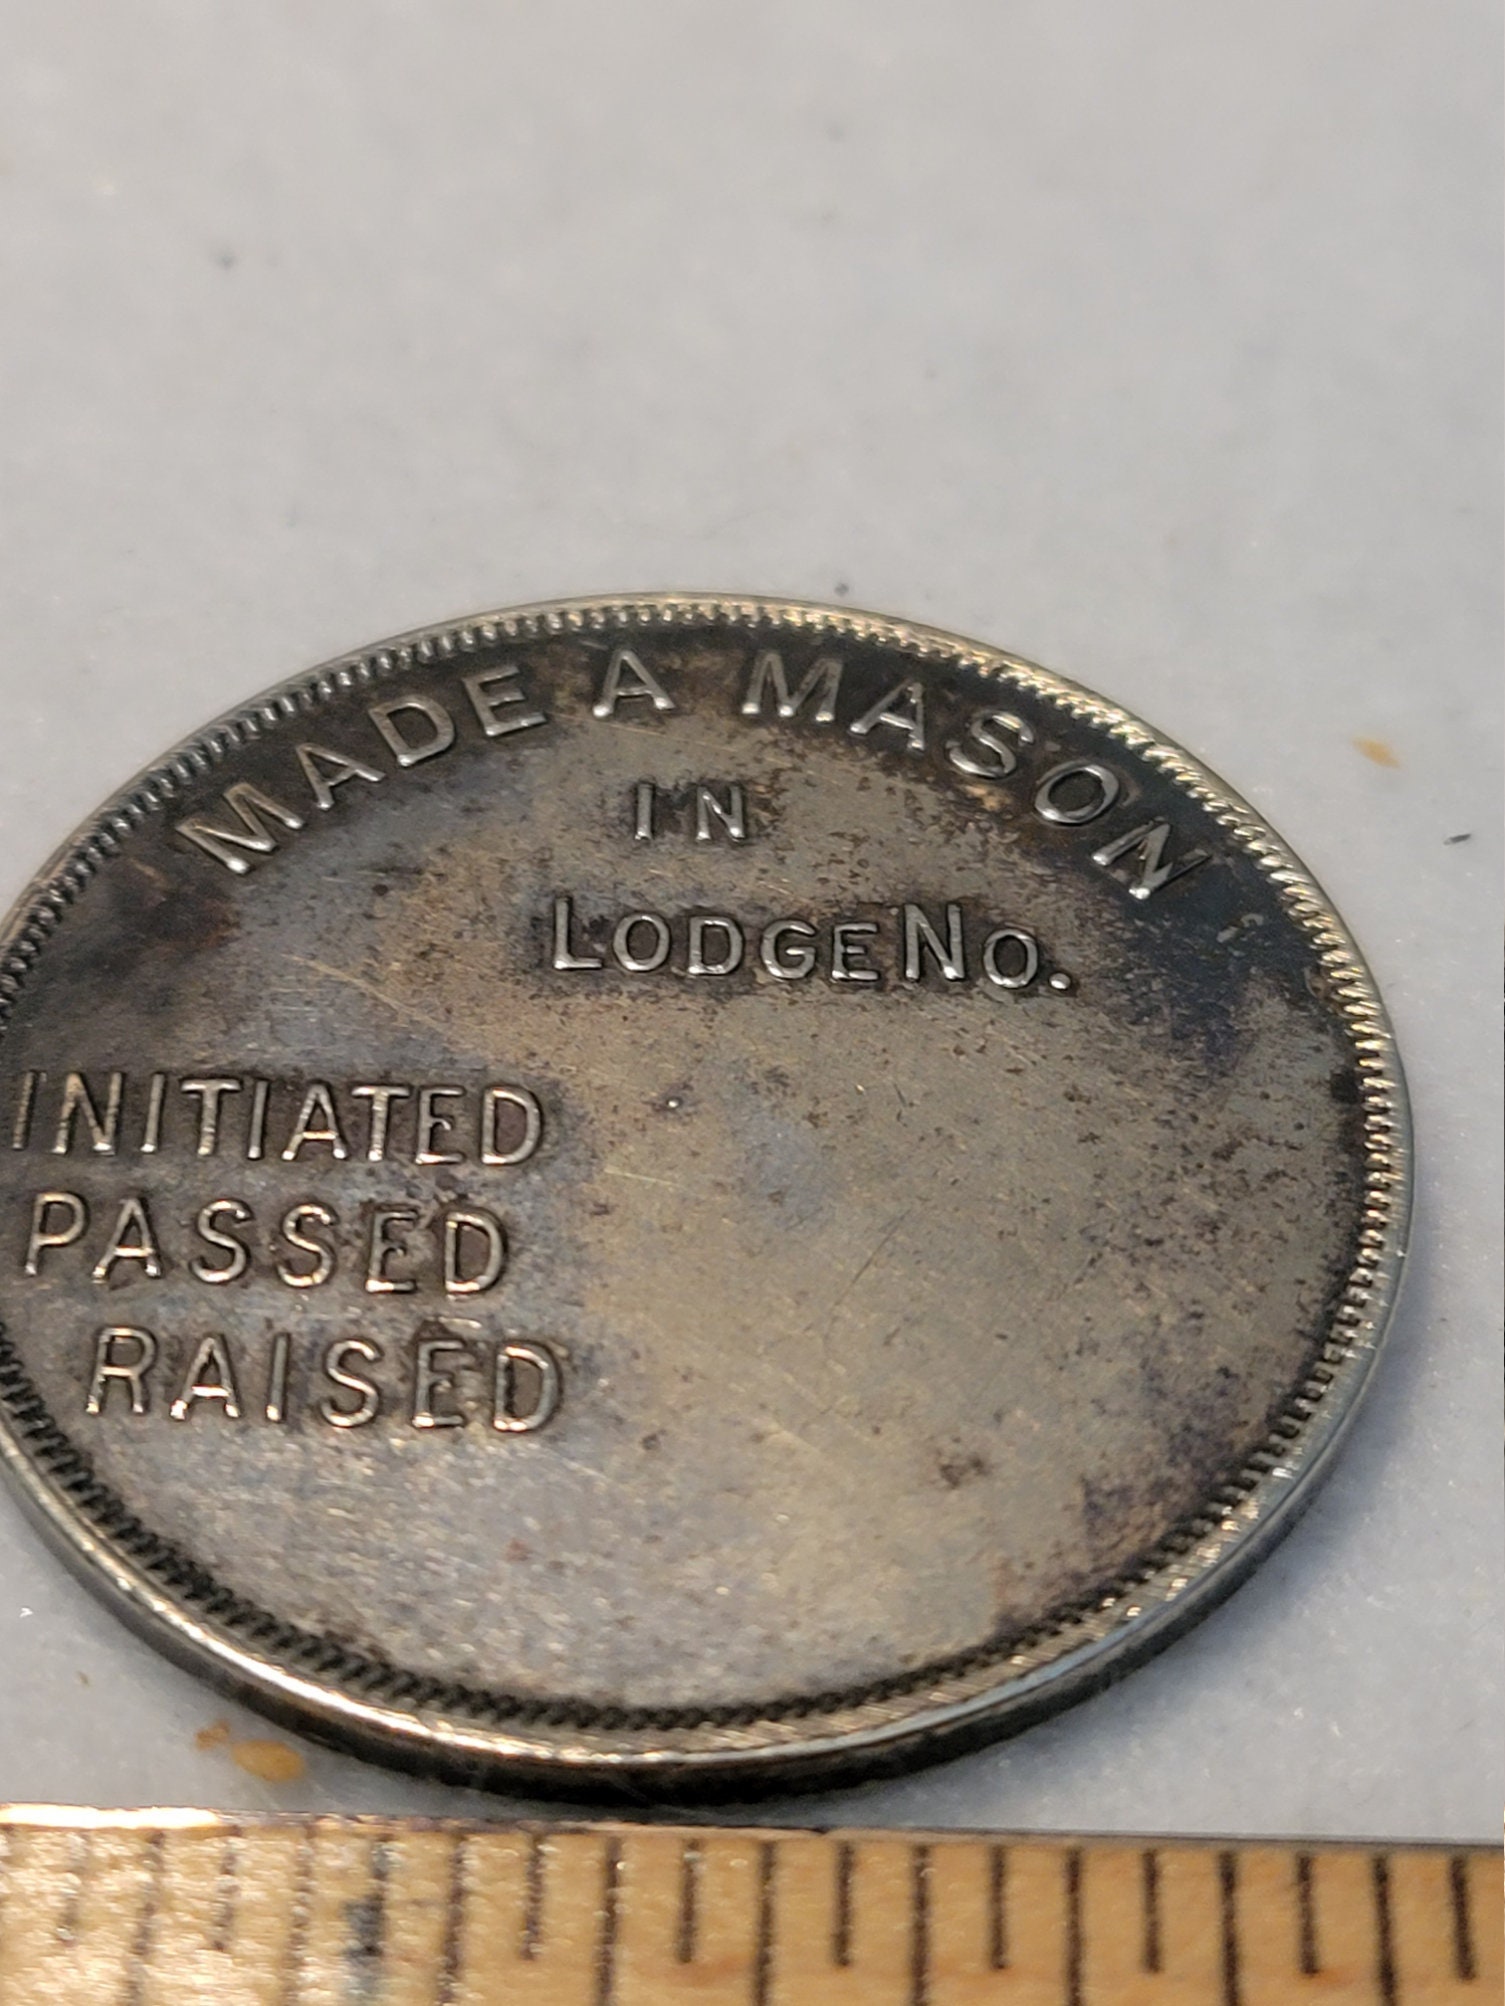 MADE A MASON
IN
LODGE NO.
INITIATED
PASSED
RAISED